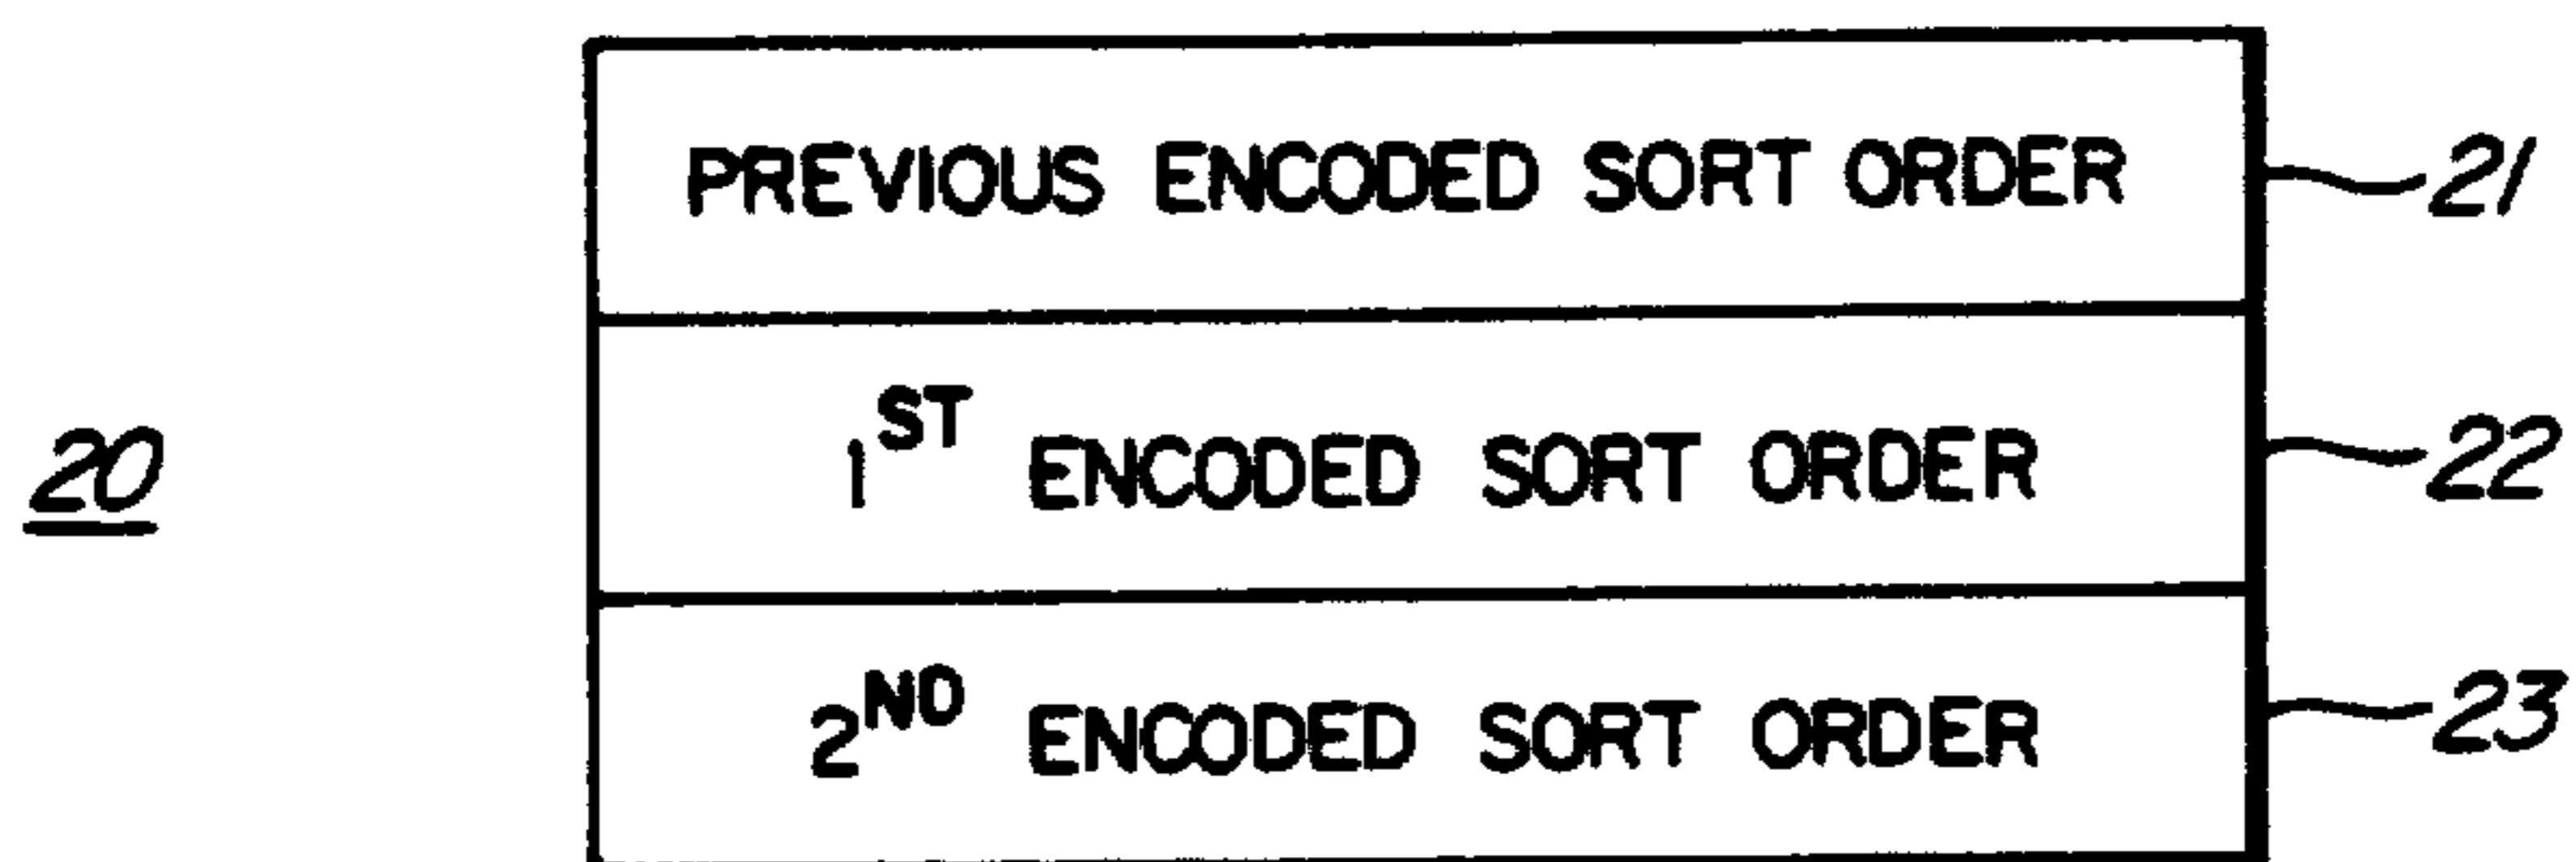 PREVIOUS ENCODED SORT ORDER 21
20 1ST ENCODED SORT ORDER 22
2ND ENCODED SORT ORDER 23